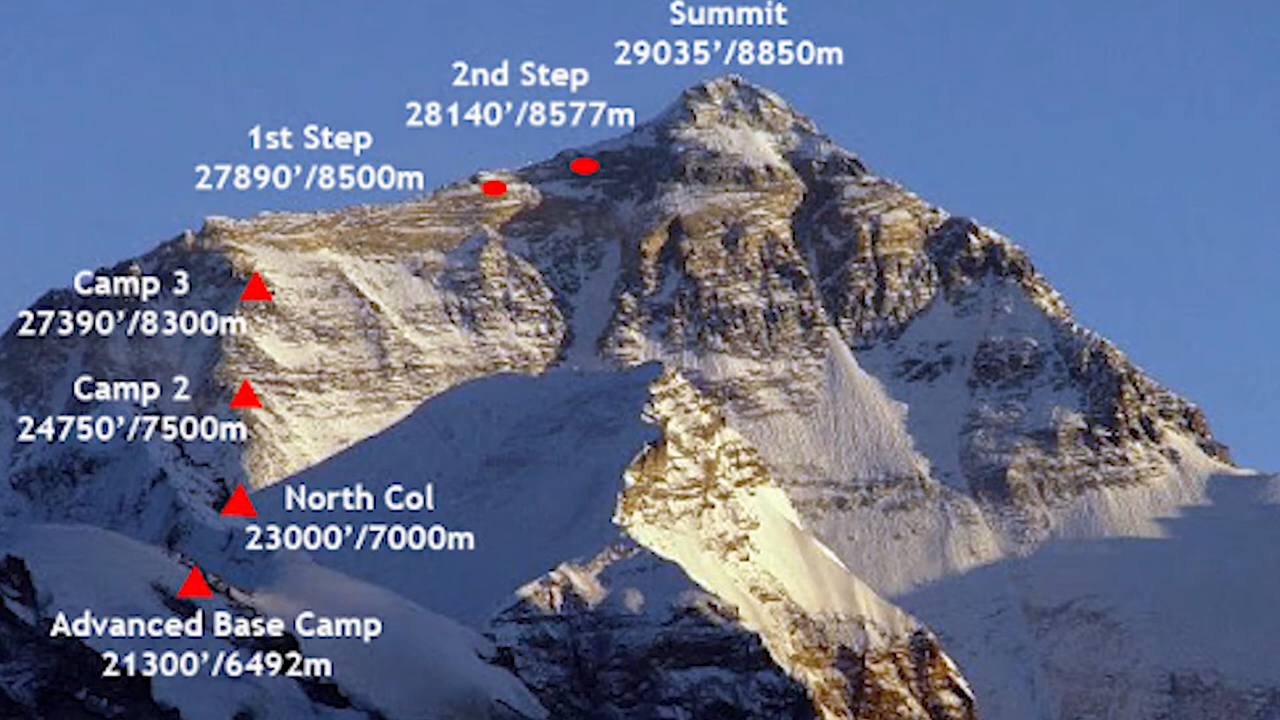 Summit
29035’/8850m
2nd Step
28140’/8577m
1st Step
27890’/8500m
Camp 3
27390’/8300m
Camp 2
24750’/7500m
North Col
23000’/7000m
Advanced Base Camp
21300’/6492m